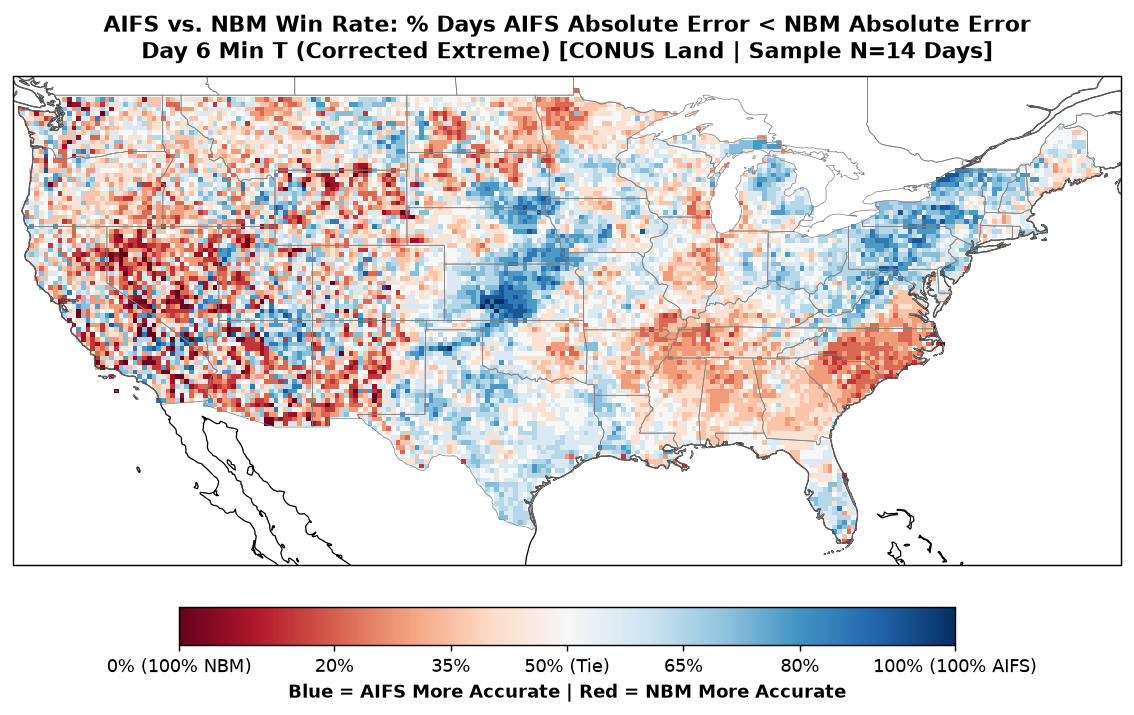 AIFS vs. NBM Win Rate: % Days AIFS Absolute Error < NBM Absolute Error
Day 6 Min T (Corrected Extreme) [CONUS Land | Sample N=14 Days]
0% (100% NBM) 20% 35% 50% (Tie) 65% 80% 100% (100% AIFS)
Blue = AIFS More Accurate | Red = NBM More Accurate